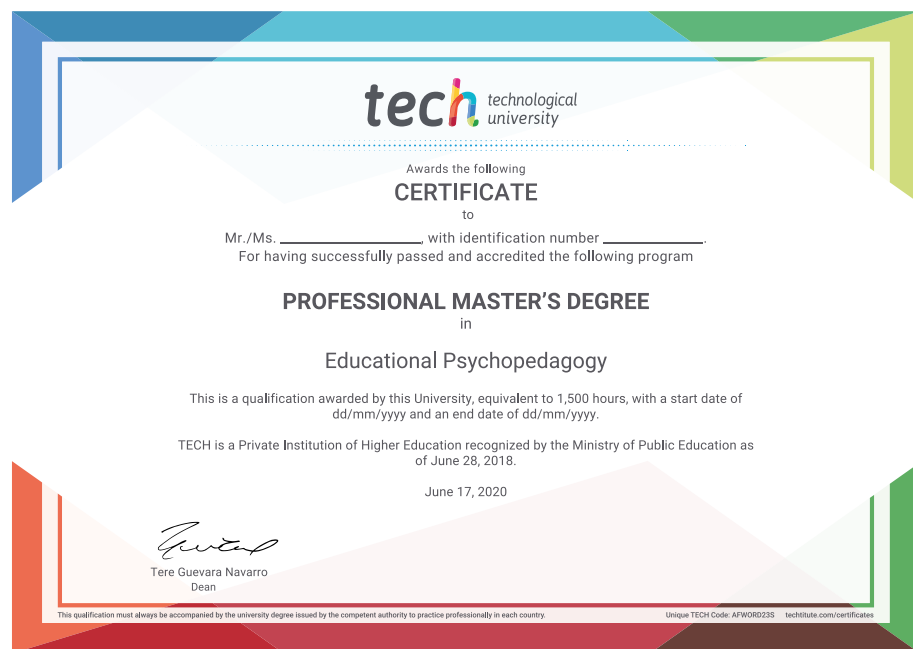 tech technological
university
Awards the following
CERTIFICATE
to
Mr./Ms. ____________________, with identification number ______________.
For having successfully passed and accredited the following program
PROFESSIONAL MASTER'S DEGREE
in
Educational Psychopedagogy
This is a qualification awarded by this University, equivalent to 1,500 hours, with a start date of
dd/mm/yyyy and an end date of dd/mm/yyyy.
TECH is a Private Institution of Higher Education recognized by the Ministry of Public Education as
of June 28, 2018.
June 17, 2020
Tere Guevara Navarro
Dean
This qualification must always be accompanied by the university degree issued by the competent authority to practice professionally in each country. Unique TECH Code: AFWORD23S techtitute.com/certificates